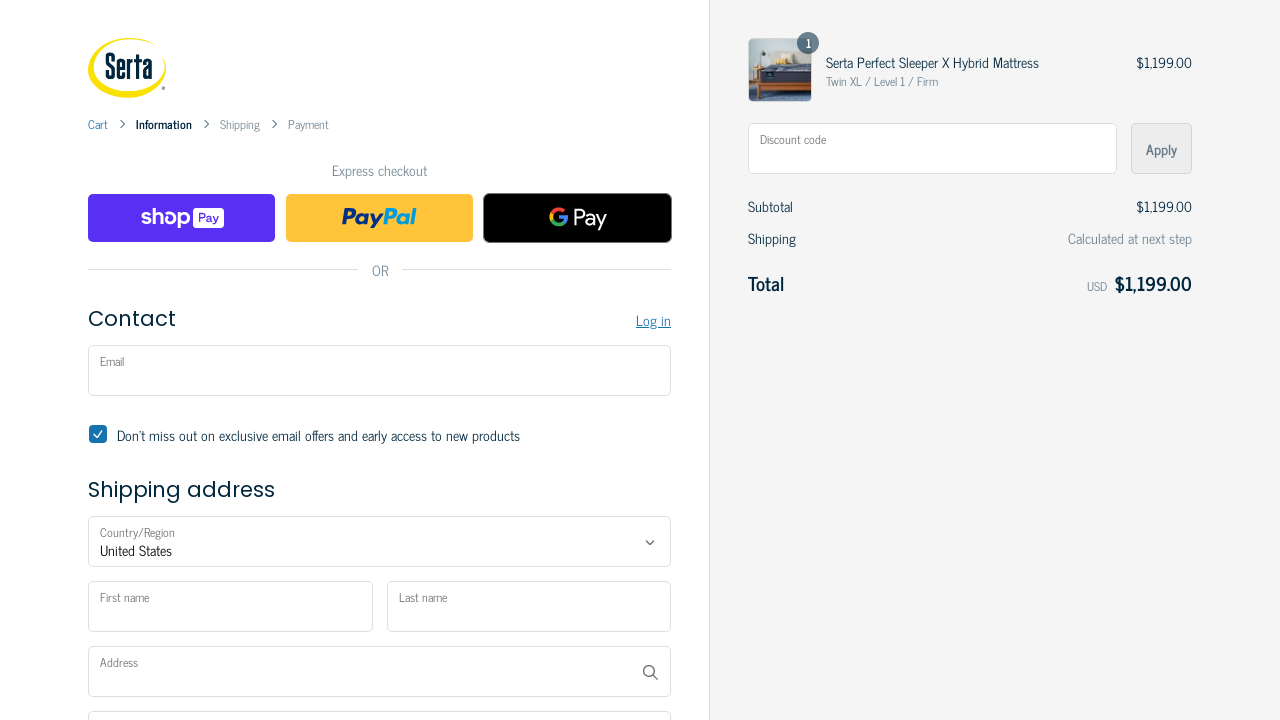 Serta
Cart
Information
Shipping
Payment
Express checkout
shop Pay
PayPal
G Pay
OR
Contact
Log in
Email
Don't miss out on exclusive email offers and early access to new products
Shipping address
Country/Region
United States
First name
Last name
Address
1
Serta Perfect Sleeper X Hybrid Mattress
$1,199.00
Twin XL / Level 1 / Firm
Discount code
Apply
Subtotal
$1,199.00
Shipping
Calculated at next step
Total
USD $1,199.00